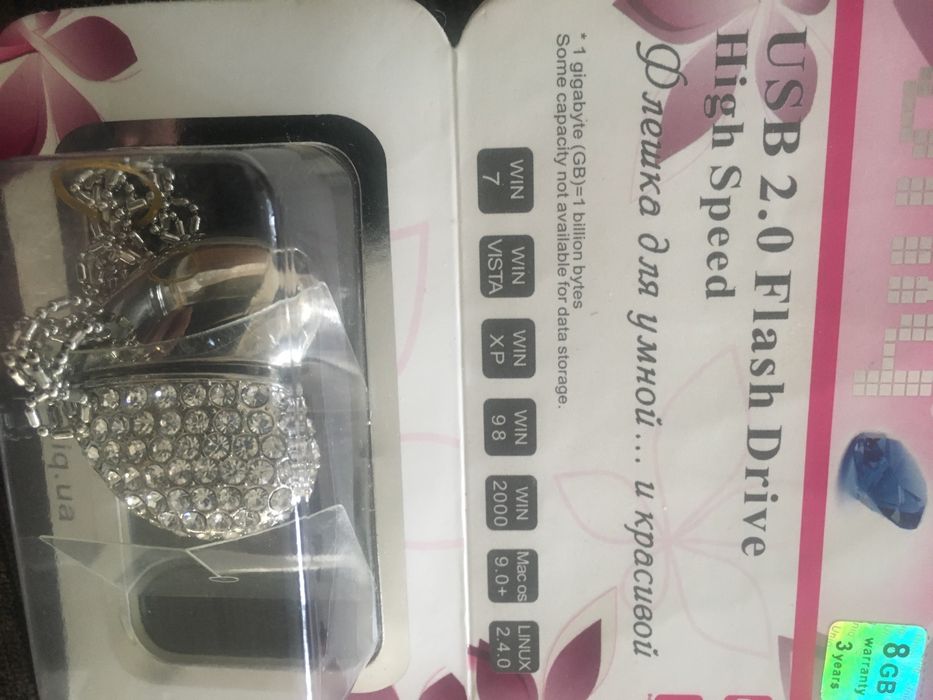 USB 2.0 Flash Drive
High Speed
Флешка для умной... и красивой
* 1 gigabyte (GB)=1 billion bytes
Some capacity not available for data storage.
WIN
7
WIN
VISTA
WIN
XP
WIN
98
WIN
2000
Mac os
9.0+
LINUX
2.4.0
8 GB
warranty
3 years
iq.ua